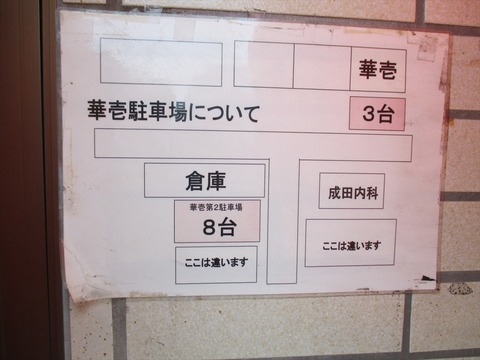 華壱
華壱駐車場について
3台
倉庫
成田内科
華壱第2駐車場
8台
ここは違います
ここは違います